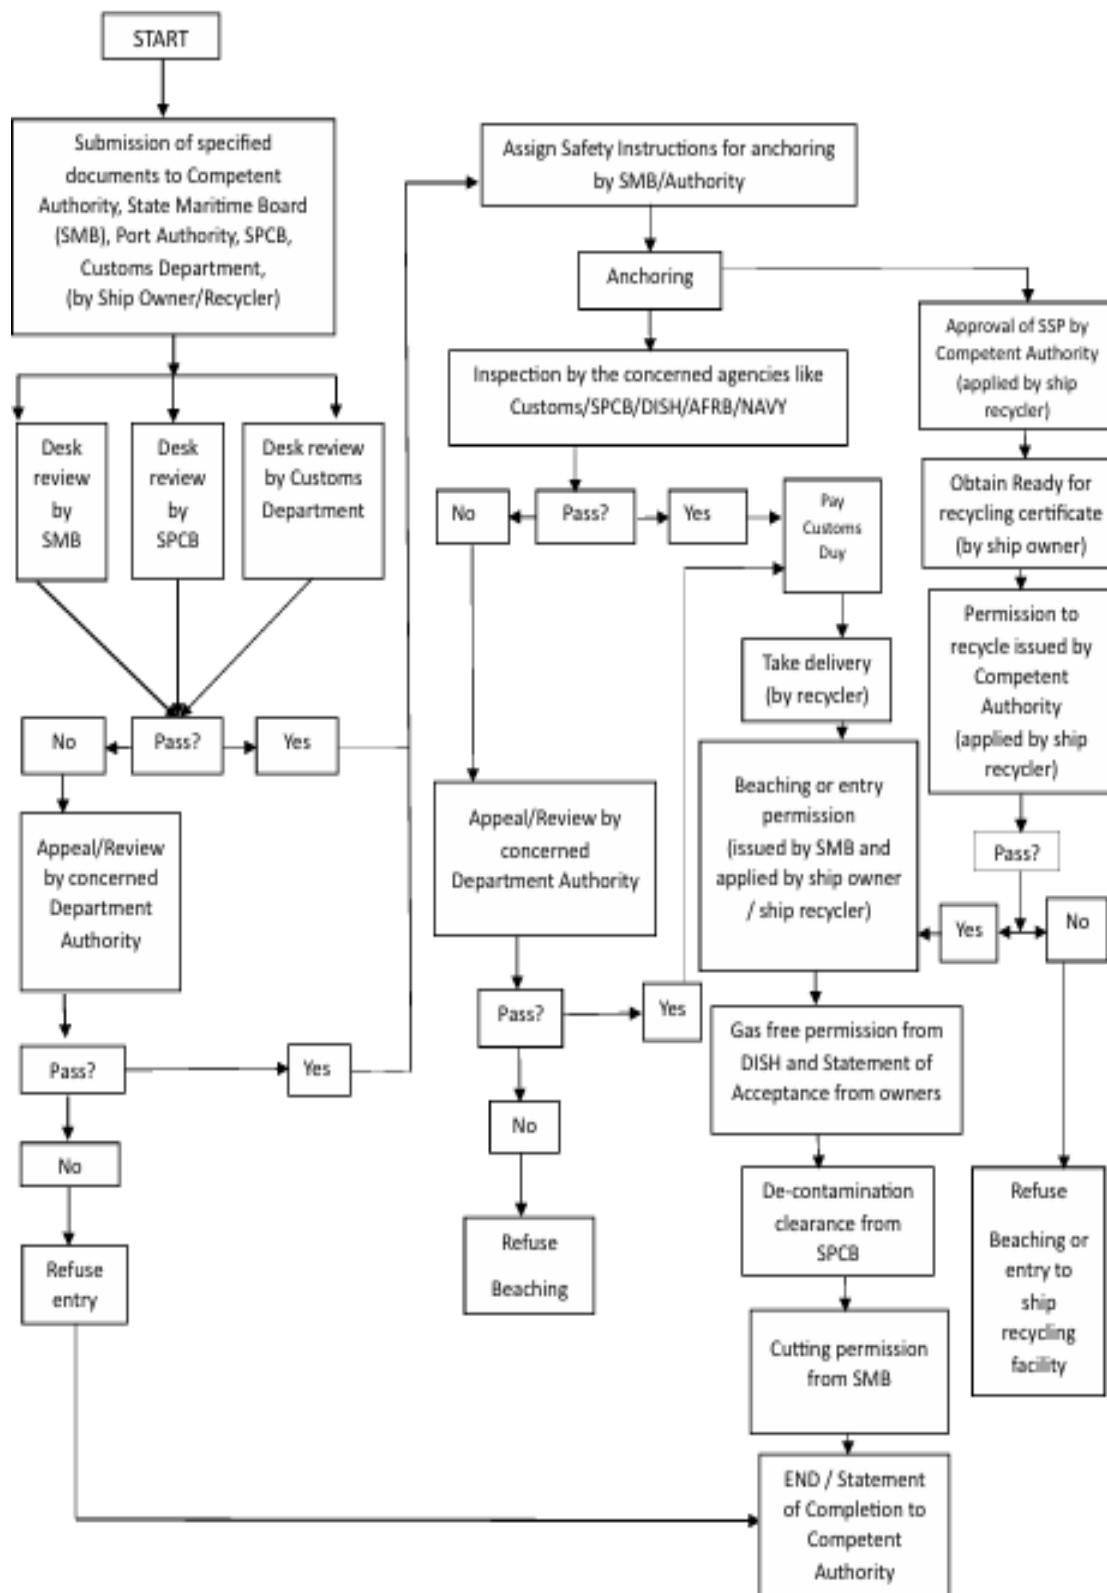 START
Submission of specified
documents to Competent
Authority, State Maritime Board
(SMB), Port Authority, SPCB,
Customs Department,
(by Ship Owner/Recycler)
Desk
review
by
SMB
Desk
review
by
SPCB
Desk review
by Customs
Department
No
Pass?
Yes
Appeal/Review
by concerned
Department
Authority
Pass?
Yes
No
Refuse
entry
Assign Safety Instructions for anchoring
by SMB/Authority
Anchoring
Inspection by the concerned agencies like
Customs/SPCB/DISH/AFRB/NAVY
No
Pass?
Yes
Pay
Customs
Duy
Take delivery
(by recycler)
Appeal/Review by
concerned
Department Authority
Pass?
Yes
No
Refuse
Beaching
Beaching or entry
permission
(issued by SMB and
applied by ship owner
/ ship recycler)
Approval of SSP by
Competent Authority
(applied by ship
recycler)
Obtain Ready for
recycling certificate
(by ship owner)
Permission to
recycle issued by
Competent
Authority
(applied by ship
recycler)
Pass?
Yes
No
Gas free permission from
DISH and Statement of
Acceptance from owners
De-contamination
clearance from
SPCB
Cutting permission
from SMB
Refuse
Beaching or
entry to
ship
recycling
facility
END / Statement
of Completion to
Competent
Authority